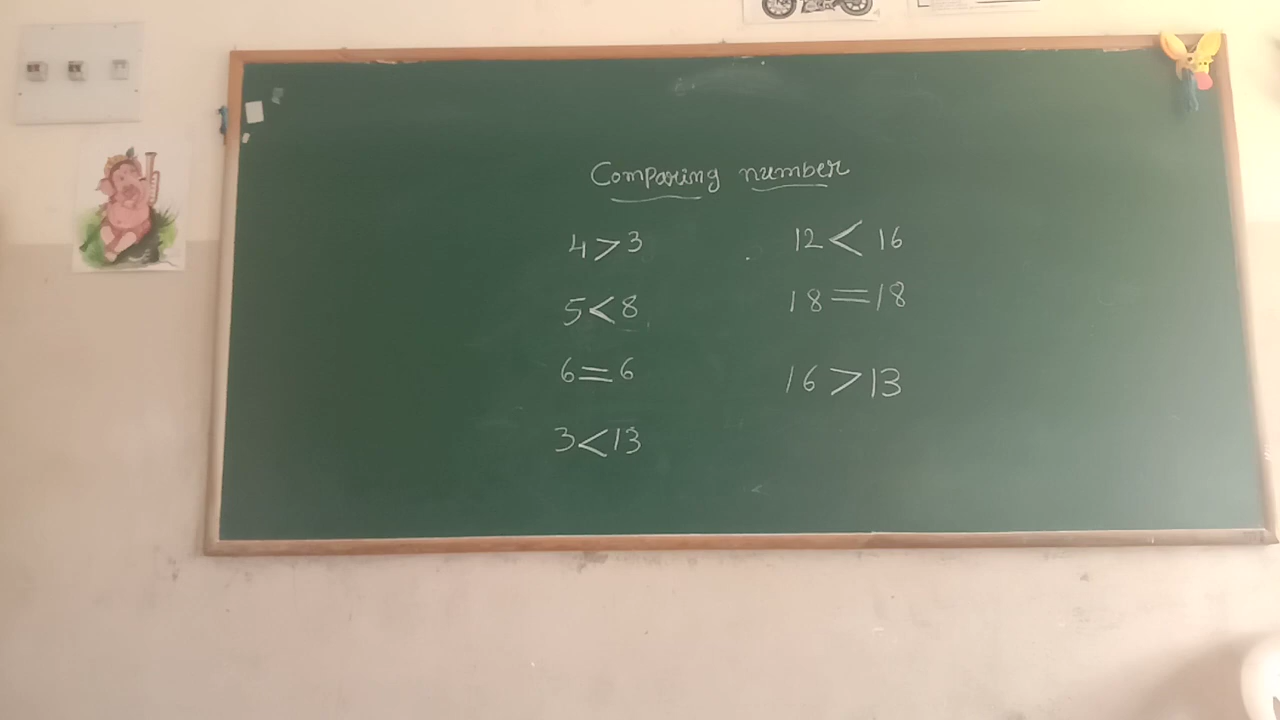 Comparing number
4 > 3
5 < 8
6 = 6
3 < 13
12 < 16
18 = 18
16 > 13